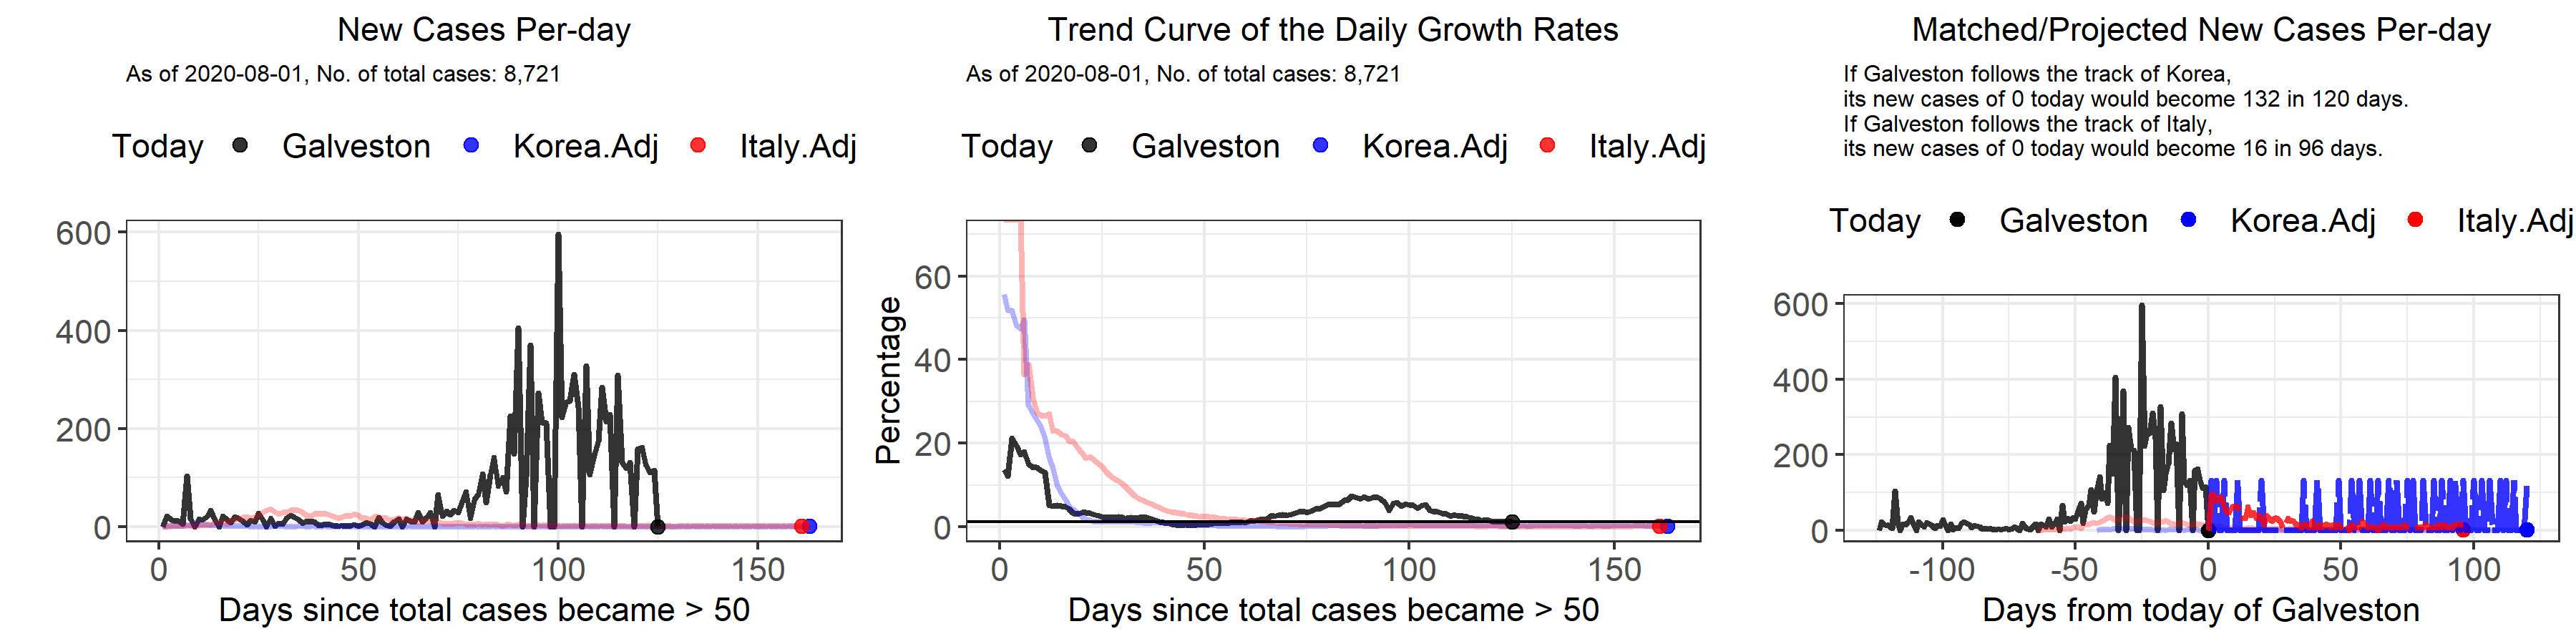 New Cases Per-day
As of 2020-08-01, No. of total cases: 8,721
Today Galveston Korea.Adj Italy.Adj
600
400
200
0
0 50 100 150
Days since total cases became > 50
Trend Curve of the Daily Growth Rates
As of 2020-08-01, No. of total cases: 8,721
Today Galveston Korea.Adj Italy.Adj
Percentage
60
40
20
0
0 50 100 150
Days since total cases became > 50
Matched/Projected New Cases Per-day
If Galveston follows the track of Korea,
its new cases of 0 today would become 132 in 120 days.
If Galveston follows the track of Italy,
its new cases of 0 today would become 16 in 96 days.
Today Galveston Korea.Adj Italy.Adj
600
400
200
0
-100 -50 0 50 100
Days from today of Galveston